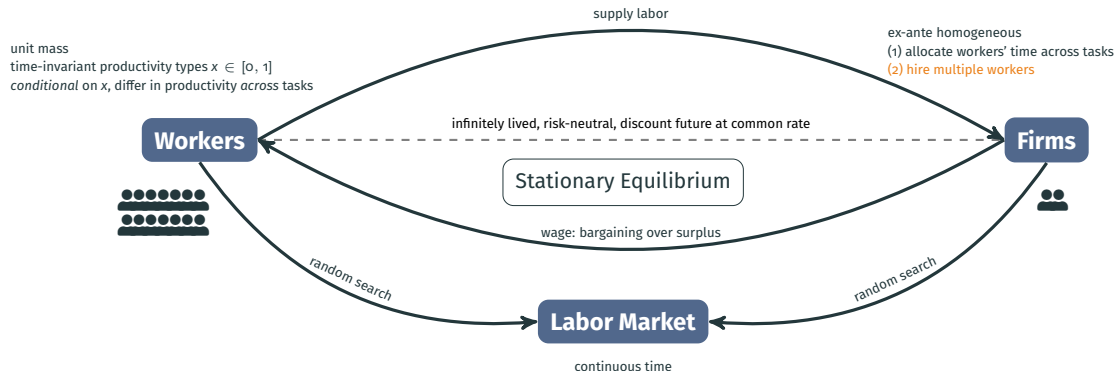 supply labor
unit mass
time-invariant productivity types x ∈ [0, 1]
conditional on x, differ in productivity across tasks
ex-ante homogeneous
(1) allocate workers' time across tasks
(2) hire multiple workers
infinitely lived, risk-neutral, discount future at common rate
Workers
Firms
Stationary Equilibrium
wage: bargaining over surplus
random search
random search
Labor Market
continuous time